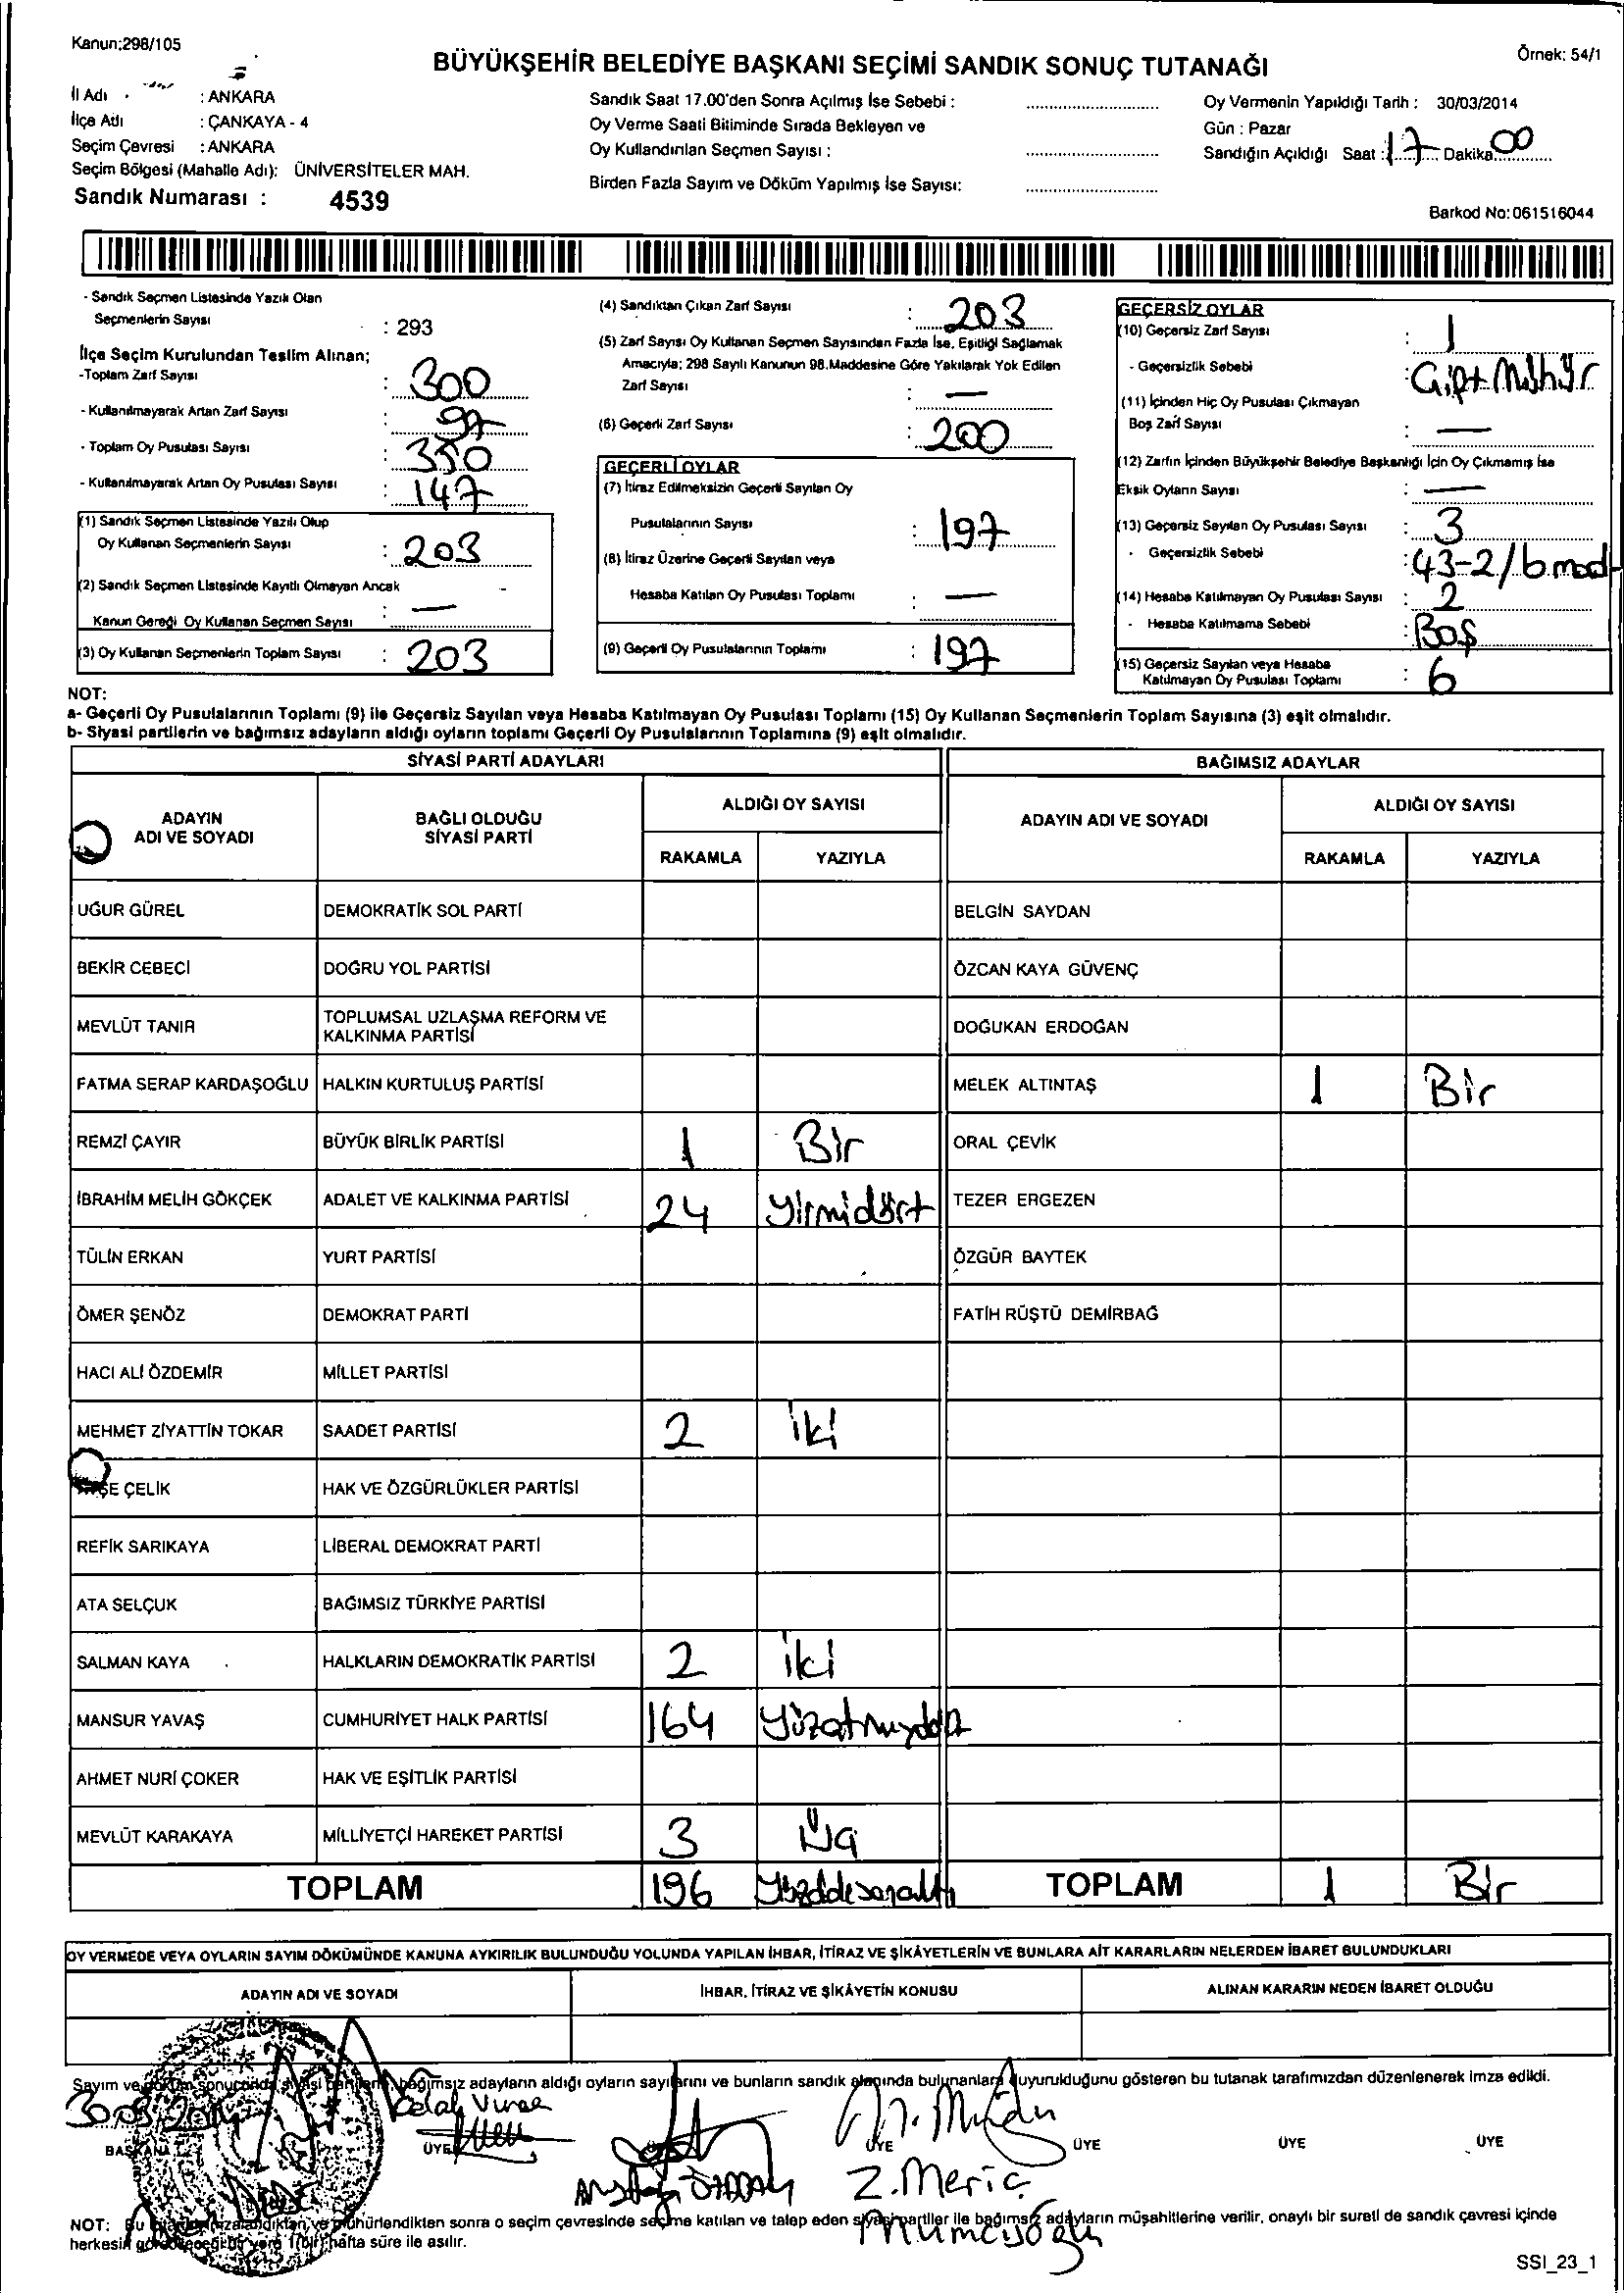 Kanun;298/105
BÜYÜKŞEHİR BELEDİYE BAŞKANI SEÇİMİ SANDIK SONUÇ TUTANAĞI
Örnek: 54/1
İl Adı : ANKARA
İlçe Adı : ÇANKAYA - 4
Seçim Çevresi : ANKARA
Seçim Bölgesi (Mahalle Adı): ÜNİVERSİTELER MAH.
Sandık Numarası : 4539
Sandık Saat 17.00'den Sonra Açılmış İse Sebebi :
Oy Verme Saati Bitiminde Sırada Bekleyen ve
Oy Kullandırılan Seçmen Sayısı :
Birden Fazla Sayım ve Döküm Yapılmış İse Sayısı:
Oy Vermenin Yapıldığı Tarih : 30/03/2014
Gün : Pazar
Sandığın Açıldığı Saat : 17 Dakika 00
Barkod No: 061516044
- Sandık Seçmen Listesinde Yazılı Olan
Seçmenlerin Sayısı : 293
İlçe Seçim Kurulundan Teslim Alınan;
-Toplam Zarf Sayısı : 300
- Kullanılmayarak Artan Zarf Sayısı : 97
- Toplam Oy Pusulası Sayısı : 350
- Kullanılmayarak Artan Oy Pusulası Sayısı : 147
(1) Sandık Seçmen Listesinde Yazılı Olup
Oy Kullanan Seçmenlerin Sayısı : 203
(2) Sandık Seçmen Listesinde Kayıtlı Olmayan Ancak
Kanun Gereği Oy Kullanan Seçmen Sayısı : —
(3) Oy Kullanan Seçmenlerin Toplam Sayısı : 203
(4) Sandıktan Çıkan Zarf Sayısı : 203
(5) Zarf Sayısı Oy Kullanan Seçmen Sayısından Fazla İse, Eşitliği Sağlamak
Amacıyla; 298 Sayılı Kanunun 98.Maddesine Göre Yakılarak Yok Edilen
Zarf Sayısı : —
(6) Geçerli Zarf Sayısı : 200
GEÇERLİ OYLAR
(7) İtiraz Edilmeksizin Geçerli Sayılan Oy
Pusulalarının Sayısı : 197
(8) İtiraz Üzerine Geçerli Sayılan veya
Hesaba Katılan Oy Pusulası Toplamı : —
(9) Geçerli Oy Pusulalarının Toplamı : 197
GEÇERSİZ OYLAR
(10) Geçersiz Zarf Sayısı : 1
- Geçersizlik Sebebi : Çift Mühür
(11) İçinden Hiç Oy Pusulası Çıkmayan
Boş Zarf Sayısı : —
(12) Zarfın İçinden Büyükşehir Belediye Başkanlığı İçin Oy Çıkmamış İse
Eksik Oyların Sayısı : —
(13) Geçersiz Sayılan Oy Pusulası Sayısı : 3
- Geçersizlik Sebebi : 43-2/b mad
(14) Hesaba Katılmayan Oy Pusulası Sayısı : 2
- Hesaba Katılmama Sebebi : Boş
(15) Geçersiz Sayılan veya Hesaba
Katılmayan Oy Pusulası Toplamı : 6
NOT:
a- Geçerli Oy Pusulalarının Toplamı (9) ile Geçersiz Sayılan veya Hesaba Katılmayan Oy Pusulası Toplamı (15) Oy Kullanan Seçmenlerin Toplam Sayısına (3) eşit olmalıdır.
b- Siyasi partilerin ve bağımsız adayların aldığı oyların toplamı Geçerli Oy Pusulalarının Toplamına (9) eşit olmalıdır.
SİYASİ PARTİ ADAYLARI BAĞIMSIZ ADAYLAR
ADAYIN ADI VE SOYADI BAĞLI OLDUĞU SİYASİ PARTİ ALDIĞI OY SAYISI ADAYIN ADI VE SOYADI ALDIĞI OY SAYISI
RAKAMLA YAZIYLA RAKAMLA YAZIYLA
UĞUR GÜREL DEMOKRATİK SOL PARTİ BELGİN SAYDAN
BEKİR CEBECİ DOĞRU YOL PARTİSİ ÖZCAN KAYA GÜVENÇ
MEVLÜT TANIR TOPLUMSAL UZLAŞMA REFORM VE KALKINMA PARTİSİ DOĞUKAN ERDOĞAN
FATMA SERAP KARDAŞOĞLU HALKIN KURTULUŞ PARTİSİ MELEK ALTINTAŞ 1 Bir
REMZİ ÇAYIR BÜYÜK BİRLİK PARTİSİ 1 Bir ORAL ÇEVİK
İBRAHİM MELİH GÖKÇEK ADALET VE KALKINMA PARTİSİ 24 Yirmidört TEZER ERGEZEN
TÜLİN ERKAN YURT PARTİSİ ÖZGÜR BAYTEK
ÖMER ŞENÖZ DEMOKRAT PARTİ FATİH RÜŞTÜ DEMİRBAĞ
HACI ALİ ÖZDEMİR MİLLET PARTİSİ
MEHMET ZİYATTİN TOKAR SAADET PARTİSİ 2 iki
ÇELİK HAK VE ÖZGÜRLÜKLER PARTİSİ
REFİK SARIKAYA LİBERAL DEMOKRAT PARTİ
ATA SELÇUK BAĞIMSIZ TÜRKİYE PARTİSİ
SALMAN KAYA HALKLARIN DEMOKRATİK PARTİSİ 2 iki
MANSUR YAVAŞ CUMHURİYET HALK PARTİSİ 164
AHMET NURİ ÇOKER HAK VE EŞİTLİK PARTİSİ
MEVLÜT KARAKAYA MİLLİYETÇİ HAREKET PARTİSİ 3 Üç
TOPLAM 196 TOPLAM 1 Bir
OY VERMEDE VEYA OYLARIN SAYIM DÖKÜMÜNDE KANUNA AYKIRILIK BULUNDUĞU YOLUNDA YAPILAN İHBAR, İTİRAZ VE ŞİKÂYETLERİN VE BUNLARA AİT KARARLARIN NELERDEN İBARET BULUNDUKLARI
ADAYIN ADI VE SOYADI İHBAR, İTİRAZ VE ŞİKÂYETİN KONUSU ALINAN KARARIN NEDEN İBARET OLDUĞU
Sayım ve bağımsız adayların aldığı oyların sayılarını ve bunların sandık alanında bulunanlara duyurulduğunu gösteren bu tutanak tarafımızdan düzenlenerek imza edildi.
BAŞKAN ÜYE ÜYE ÜYE ÜYE ÜYE
Z. Meriç
Mumcuoğlu
NOT: Bu mühürlendikten sonra o seçim çevresinde seçime katılan ve talep eden siyasi partiler ile bağımsız adayların müşahitlerine verilir, onaylı bir sureti de sandık çevresi içinde
herkesin hafta süre ile asılır.
SSI_23_1